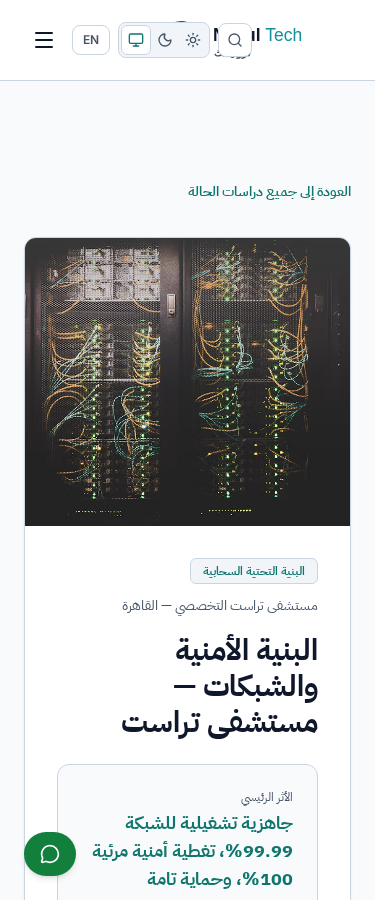 Tech
EN
العودة إلى جميع دراسات الحالة
البنية التحتية السحابية
مستشفى تراست التخصصي — القاهرة
البنية الأمنية
والشبكات —
مستشفى تراست
الأثر الرئيسي
جاهزية تشغيلية للشبكة
99.99%، تغطية أمنية مرئية
100%، وحماية تامة